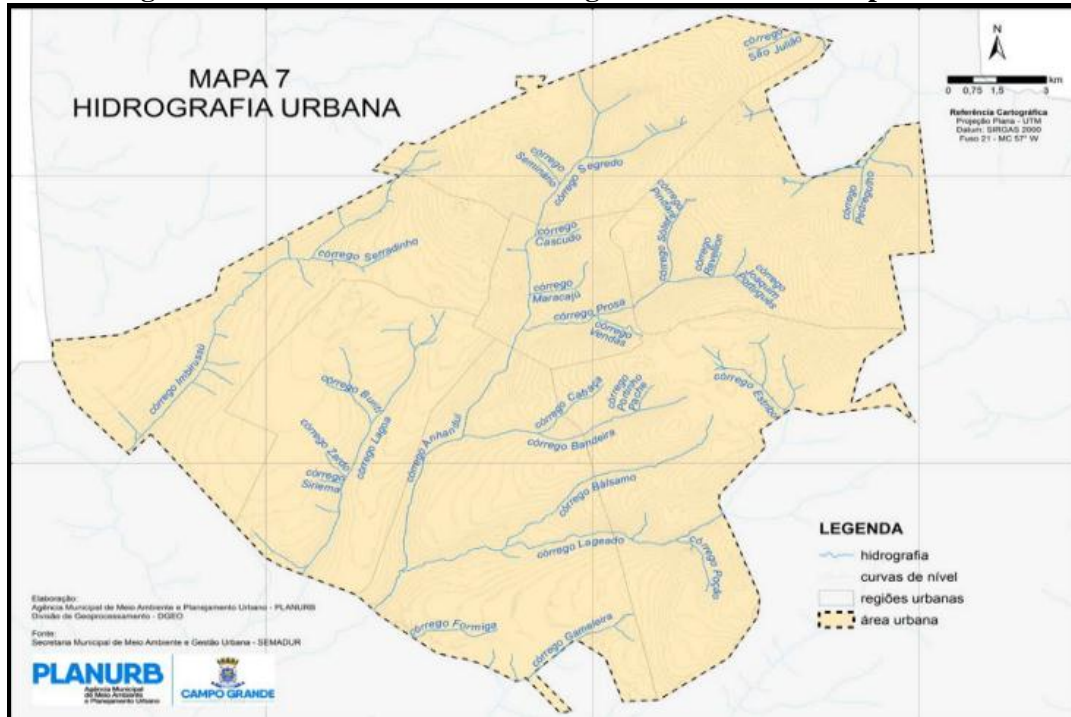 MAPA 7
HIDROGRAFIA URBANA
N
km
0 0,75 1,5 3
Referência Cartográfica
Projeção Plana - UTM
Datum: SIRGAS 2000
Fuso 21 - MC 57° W
córrego
São Julião
córrego
Seminário
córrego Segredo
córrego
Pindaré
córrego Sóter
córrego
Pedregulho
córrego
Cascudo
córrego
Reveillon
córrego
Joaquim
Português
córrego Serradinho
córrego
Maracajú
córrego Prosa
córrego
Vendas
córrego Imbirussú
córrego Buriti
córrego Lagoa
córrego Cabaça
córrego
Portinho
Pache
córrego Estribo
córrego Anhanduí
córrego Bandeira
córrego Zardo
córrego
Siriema
córrego Bálsamo
córrego Lageado
córrego Poção
córrego Formiga
córrego Gameleira
LEGENDA
hidrografia
curvas de nível
regiões urbanas
área urbana
Elaboração:
Agência Municipal de Meio Ambiente e Planejamento Urbano - PLANURB
Divisão de Geoprocessamento - DGEO
Fonte:
Secretaria Municipal de Meio Ambiente e Gestão Urbana - SEMADUR
PLANURB
Agência Municipal
de Meio Ambiente
e Planejamento Urbano
CAMPO GRANDE